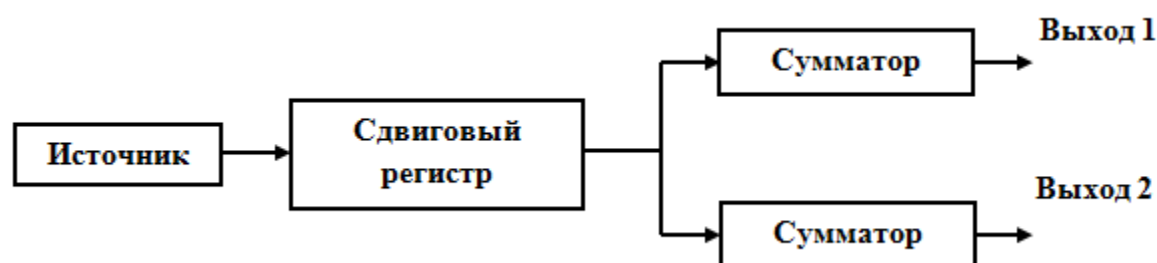 Выход 1
Сумматор
Сдвиговый
регистр
Источник
Выход 2
Сумматор